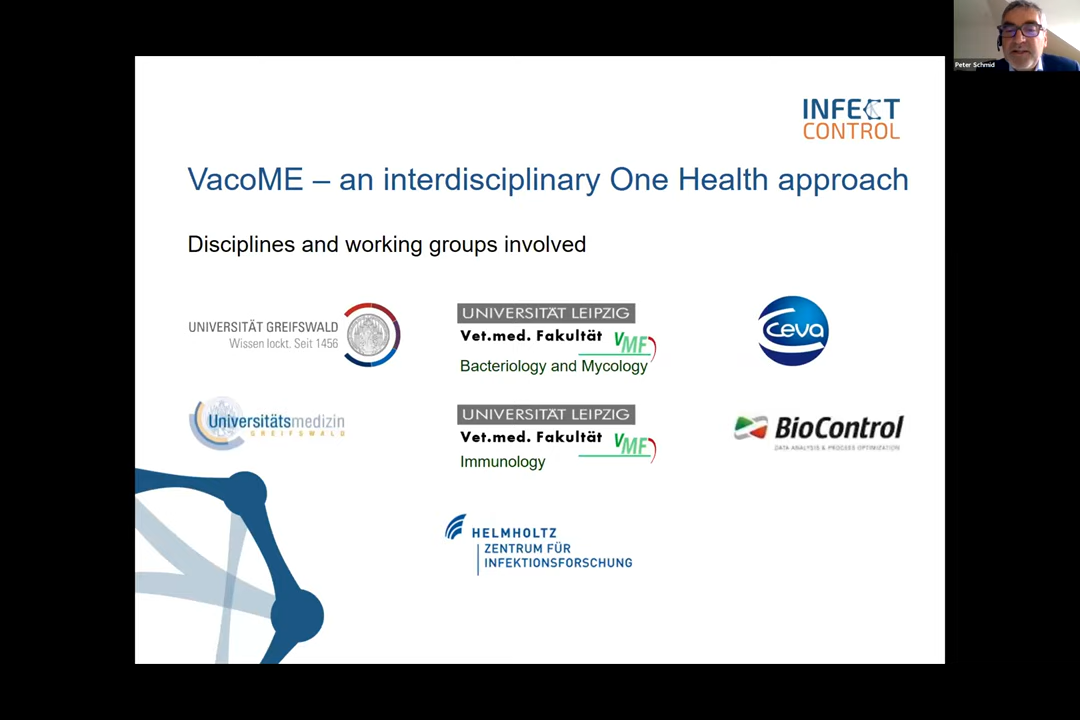 Peter Schmid
INFECT
CONTROL
VacoME – an interdisciplinary One Health approach
Disciplines and working groups involved
UNIVERSITÄT GREIFSWALD
Wissen lockt. Seit 1456
UNIVERSITÄT LEIPZIG
Vet.med. Fakultät VMF
Bacteriology and Mycology
ceva
Universitätsmedizin
GREIFSWALD
UNIVERSITÄT LEIPZIG
Vet.med. Fakultät VMF
Immunology
BioControl
DATA ANALYSIS & PROCESS OPTIMIZATION
HELMHOLTZ
ZENTRUM FÜR
INFEKTIONSFORSCHUNG